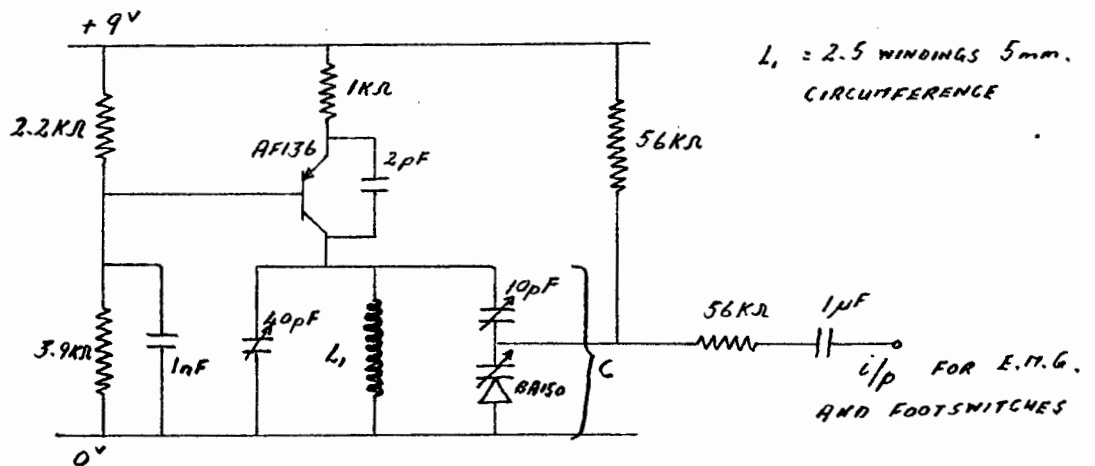 + 9v
L1 = 2.5 WINDINGS 5mm.
CIRCUMFERENCE
1KΩ
2.2KΩ
AF136
2pF
56KΩ
10pF
56KΩ
1µF
40pF
3.9KΩ
1nF
L1
BA150
C
i/p FOR E.M.G.
AND FOOTSWITCHES
0v